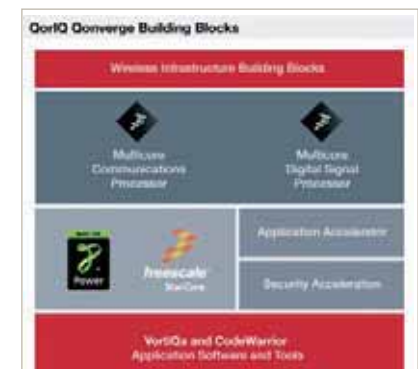 QorIQ Qonverge Building Blocks
Wireless Infrastructure Building Blocks
Multicore
Communications
Processor
Multicore
Digital Signal
Processor
Power
freescale
StarCore
Application Accelerator
Security Acceleration
VortiQa and CodeWarrior
Application Software and Tools